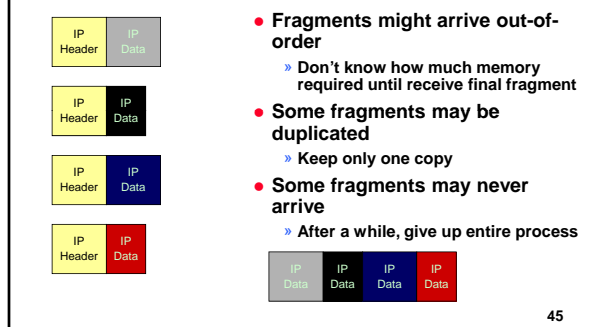 IP Header
IP Data
IP Header
IP Data
IP Header
IP Data
IP Header
IP Data
• Fragments might arrive out-of-
order
» Don't know how much memory
required until receive final fragment
• Some fragments may be
duplicated
» Keep only one copy
• Some fragments may never
arrive
» After a while, give up entire process
IP Data
IP Data
IP Data
IP Data
45